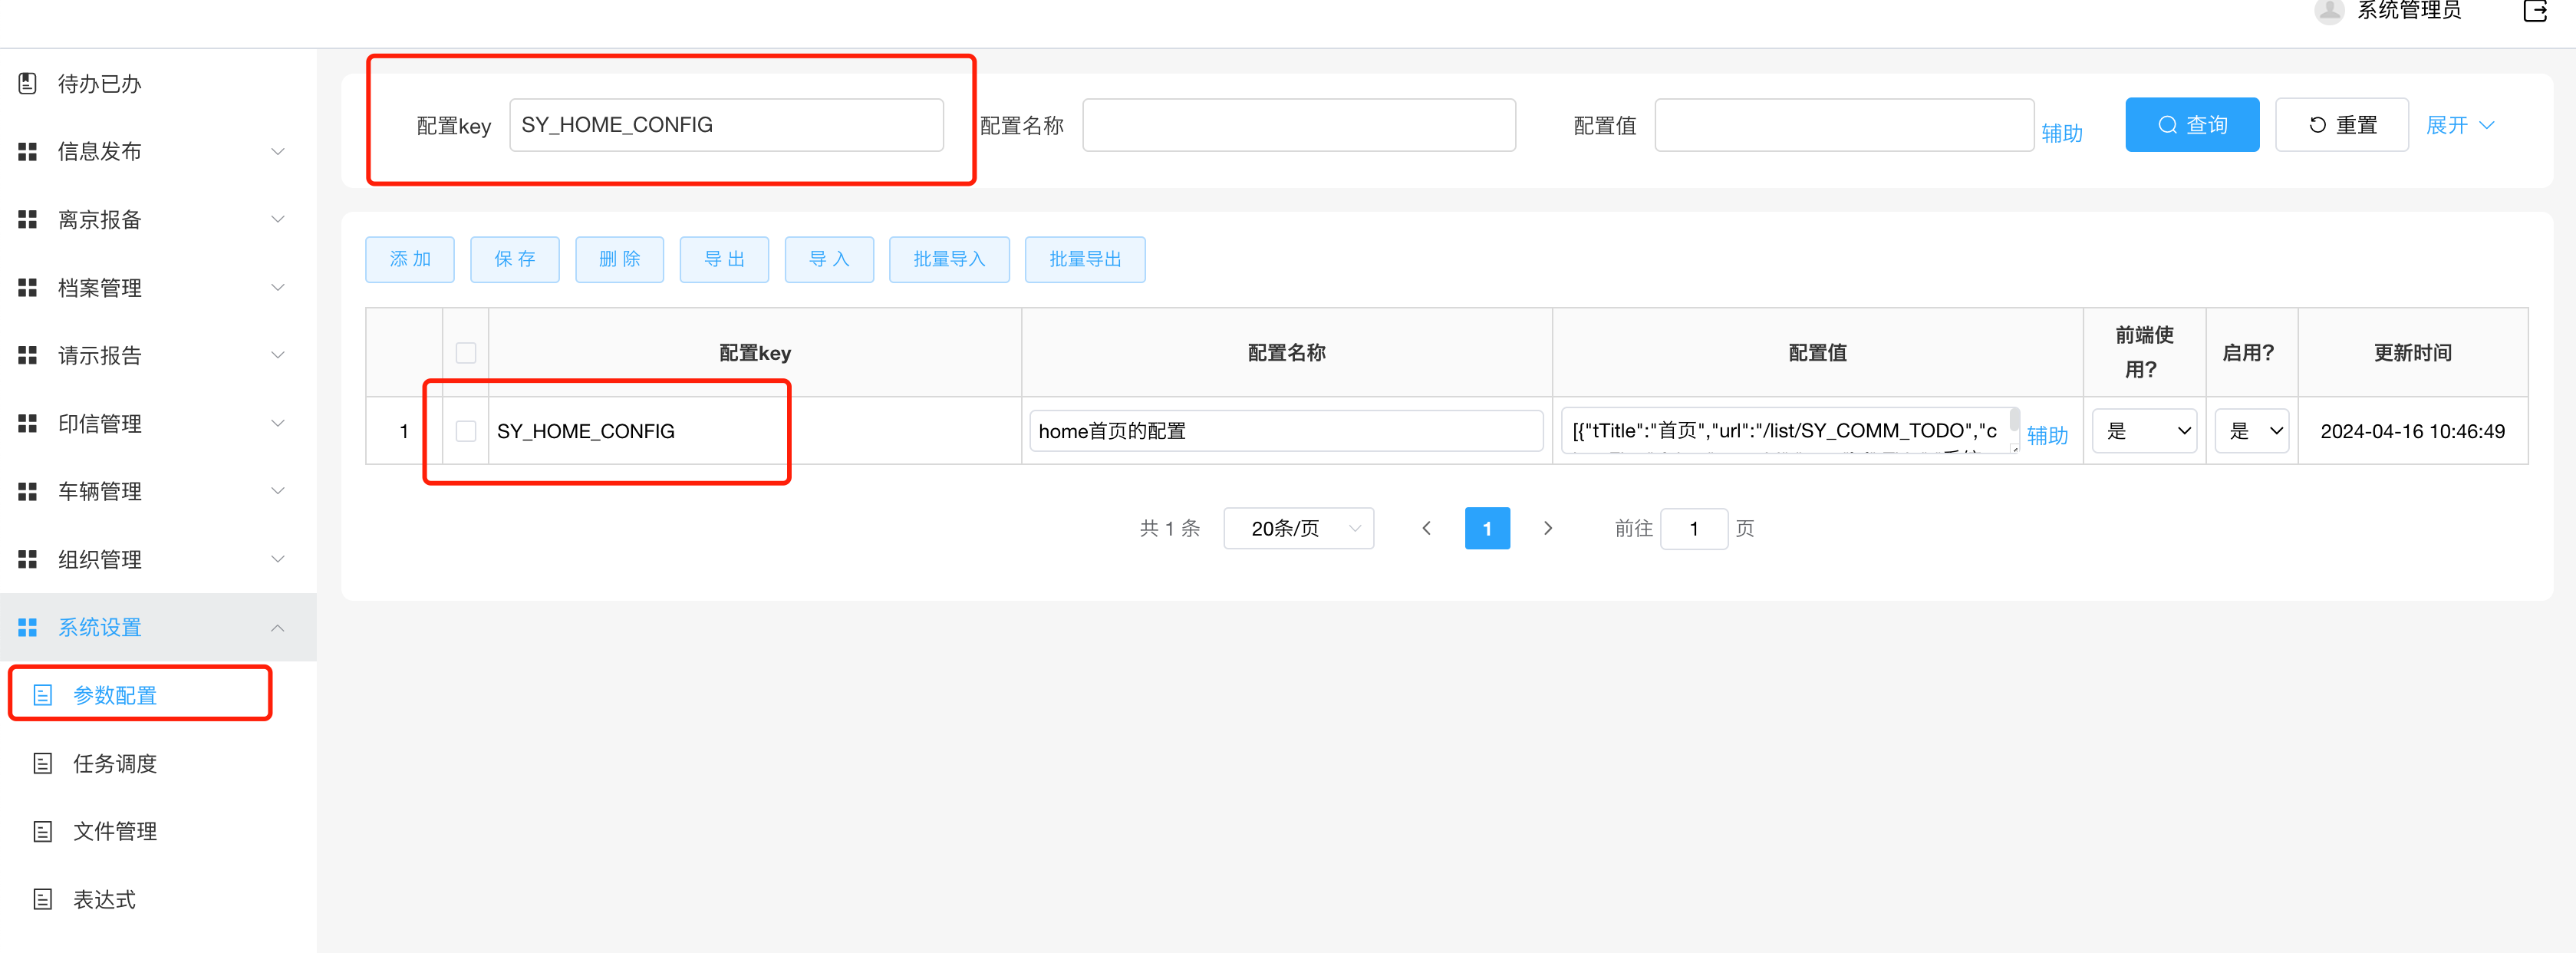 系统管理员
待办已办
信息发布
离京报备
档案管理
请示报告
印信管理
车辆管理
组织管理
系统设置
参数配置
任务调度
文件管理
表达式
配置key SY_HOME_CONFIG 配置名称 配置值 辅助 查询 重置 展开
添加 保存 删除 导出 导入 批量导入 批量导出
配置key 配置名称 配置值 前端使用? 启用? 更新时间
1 SY_HOME_CONFIG home首页的配置 [{"tTitle":"首页","url":"/list/SY_COMM_TODO","c 辅助 是 是 2024-04-16 10:46:49
共 1 条 20条/页 1 前往 1 页